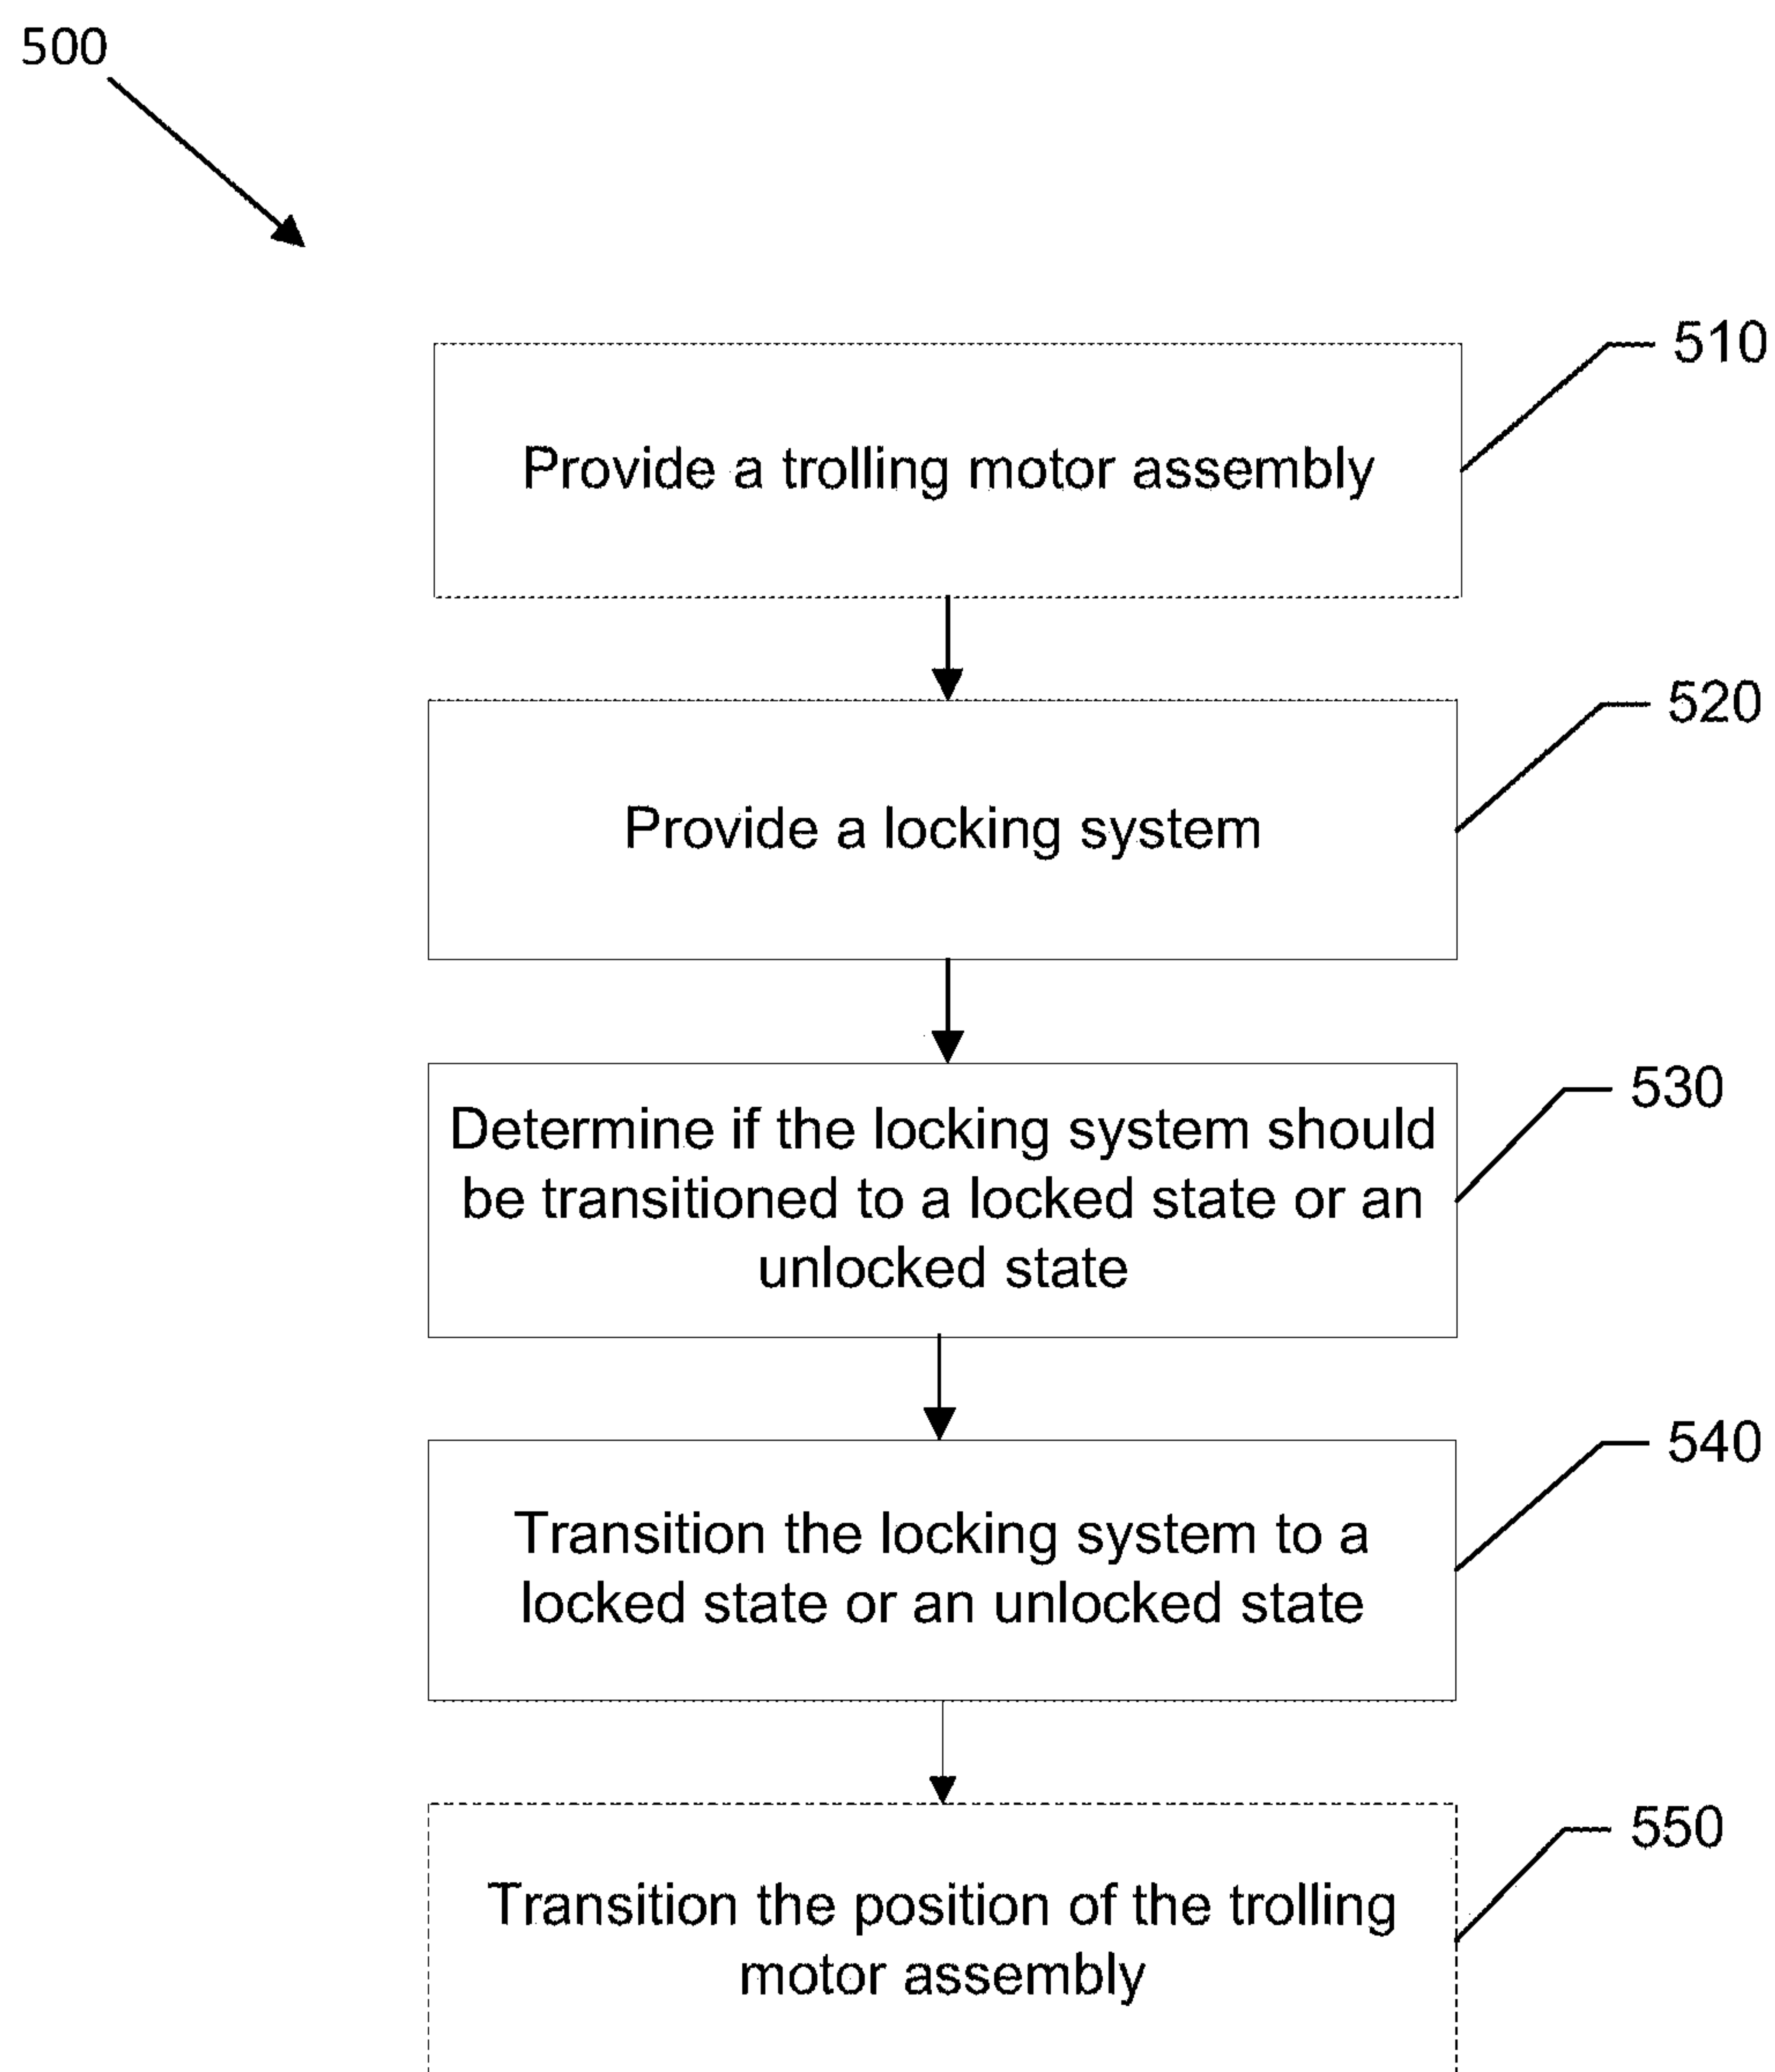 500
510
Provide a trolling motor assembly
520
Provide a locking system
530
Determine if the locking system should
be transitioned to a locked state or an
unlocked state
540
Transition the locking system to a
locked state or an unlocked state
550
Transition the position of the trolling
motor assembly